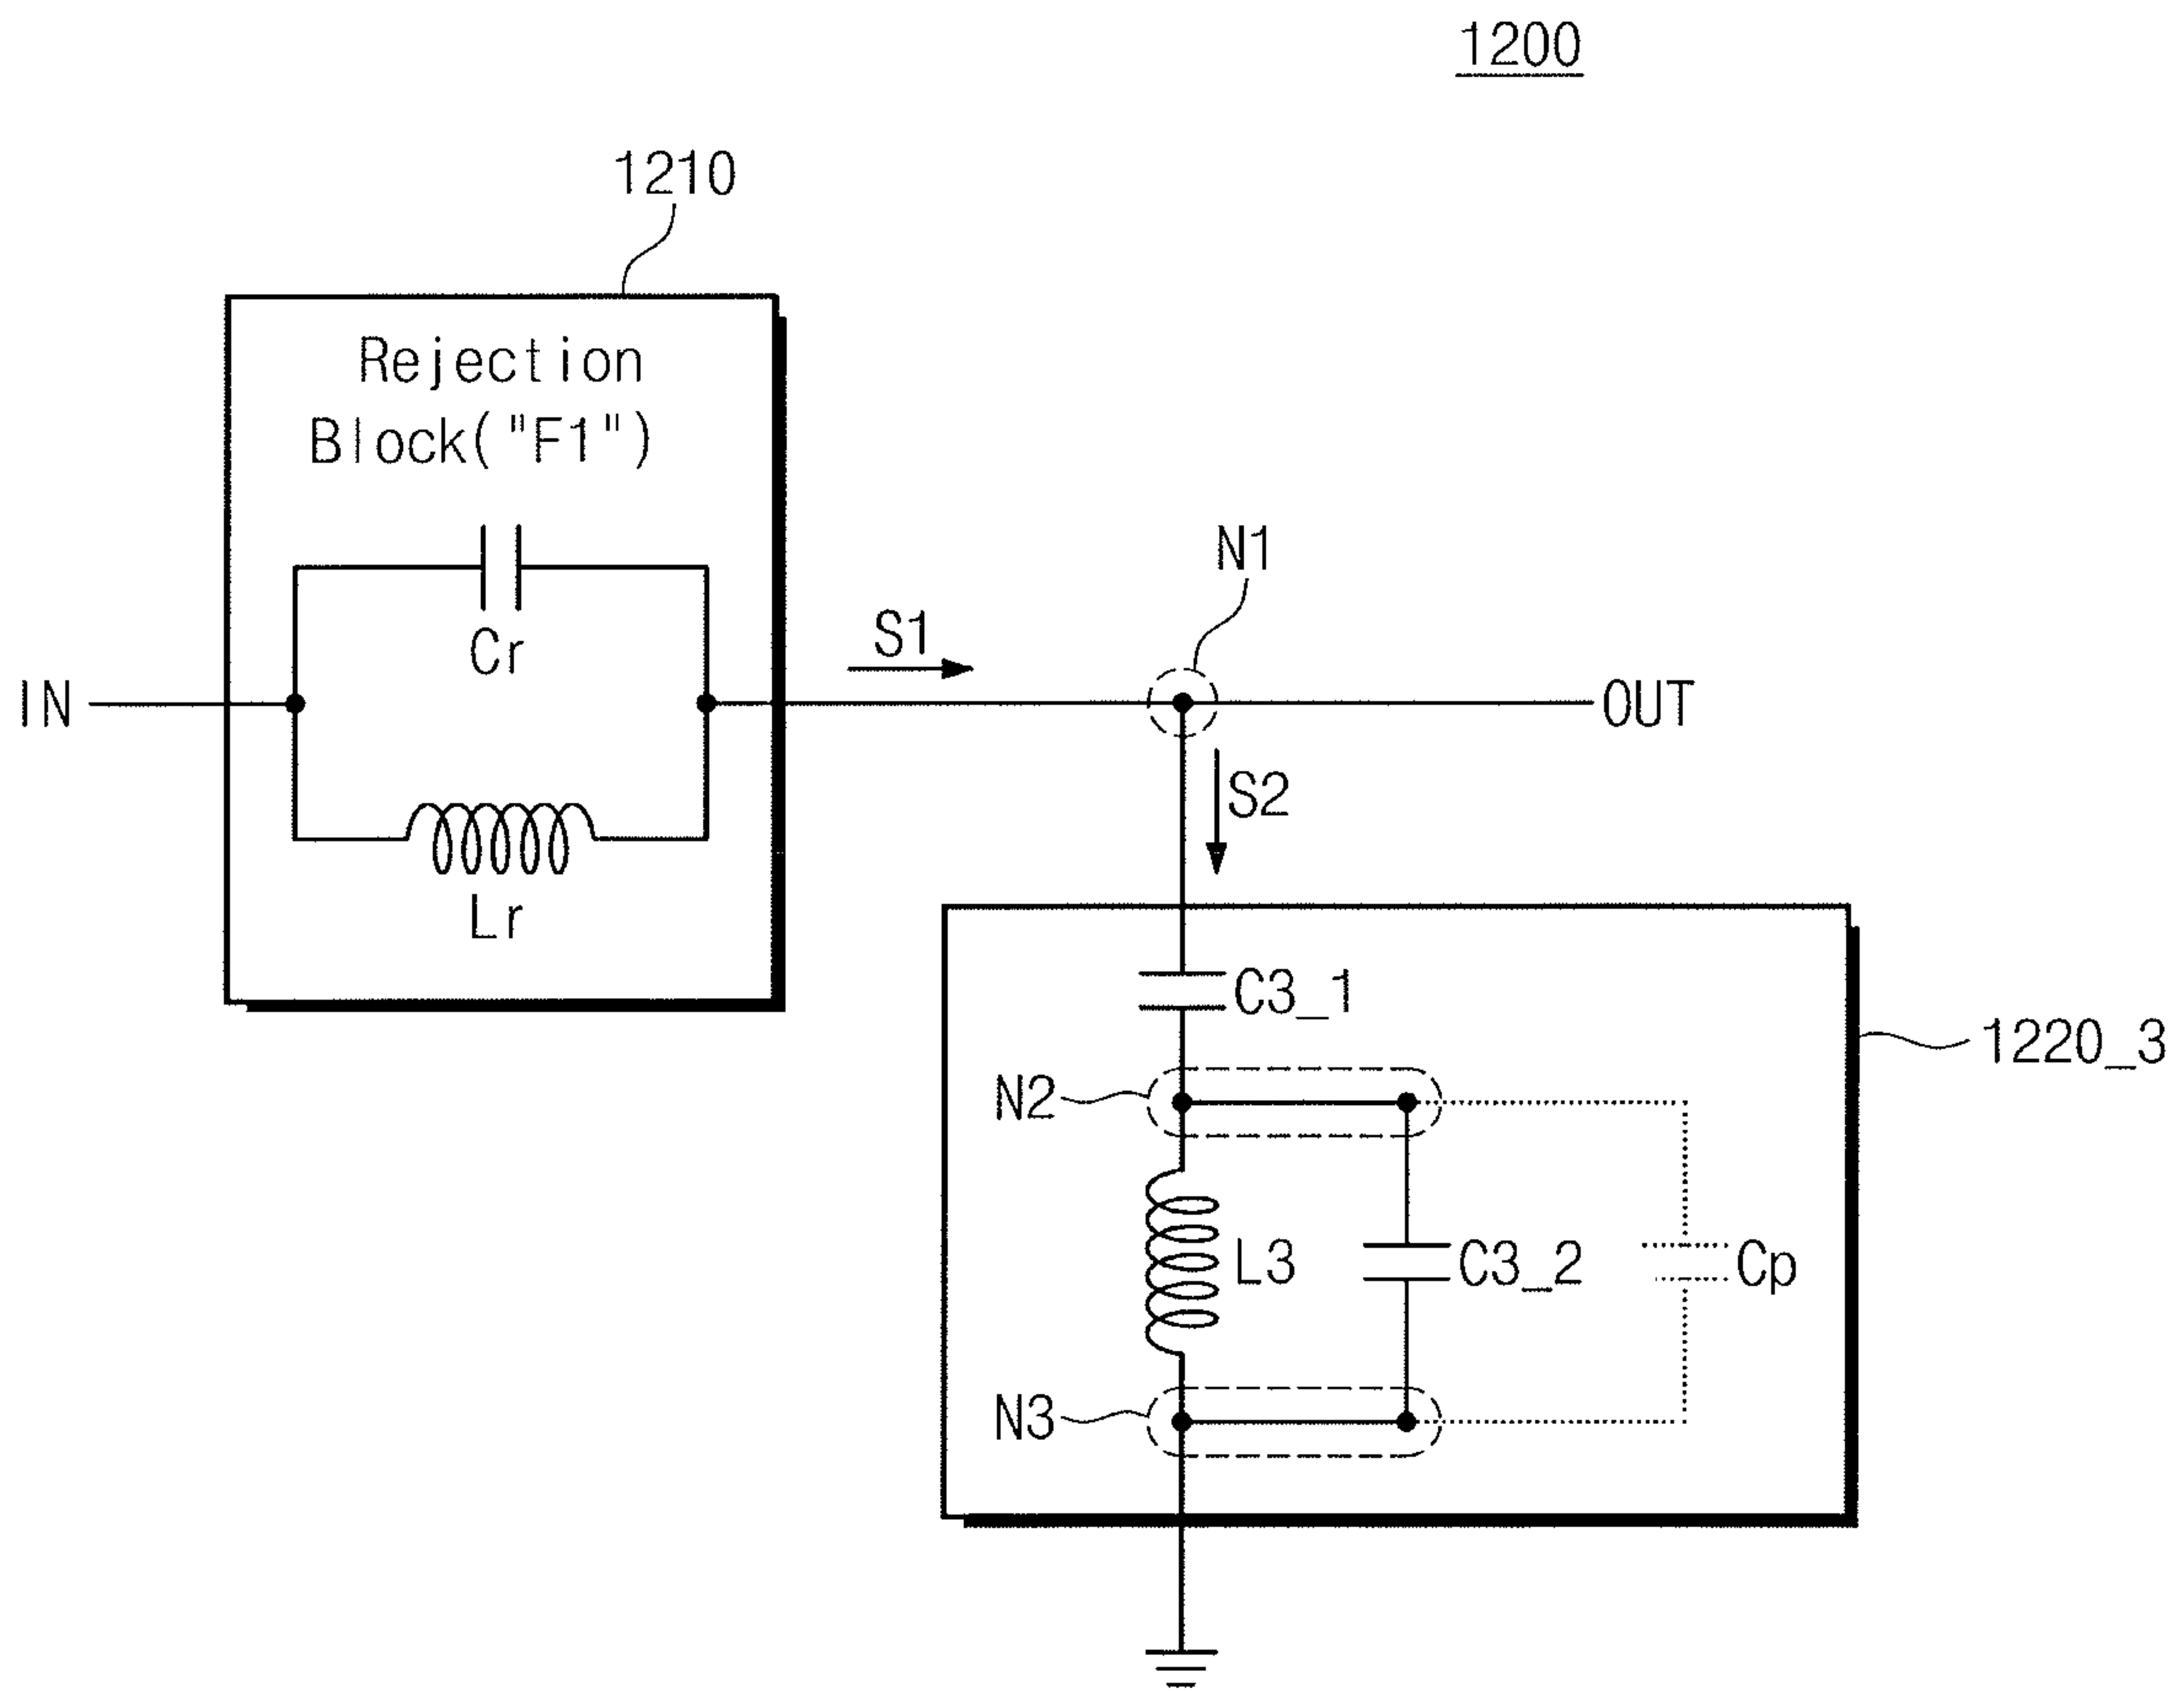 1200
1210
Rejection
Block("F1")
Cr
Lr
IN
S1
N1
OUT
S2
C3_1
1220_3
N2
L3
C3_2
Cp
N3